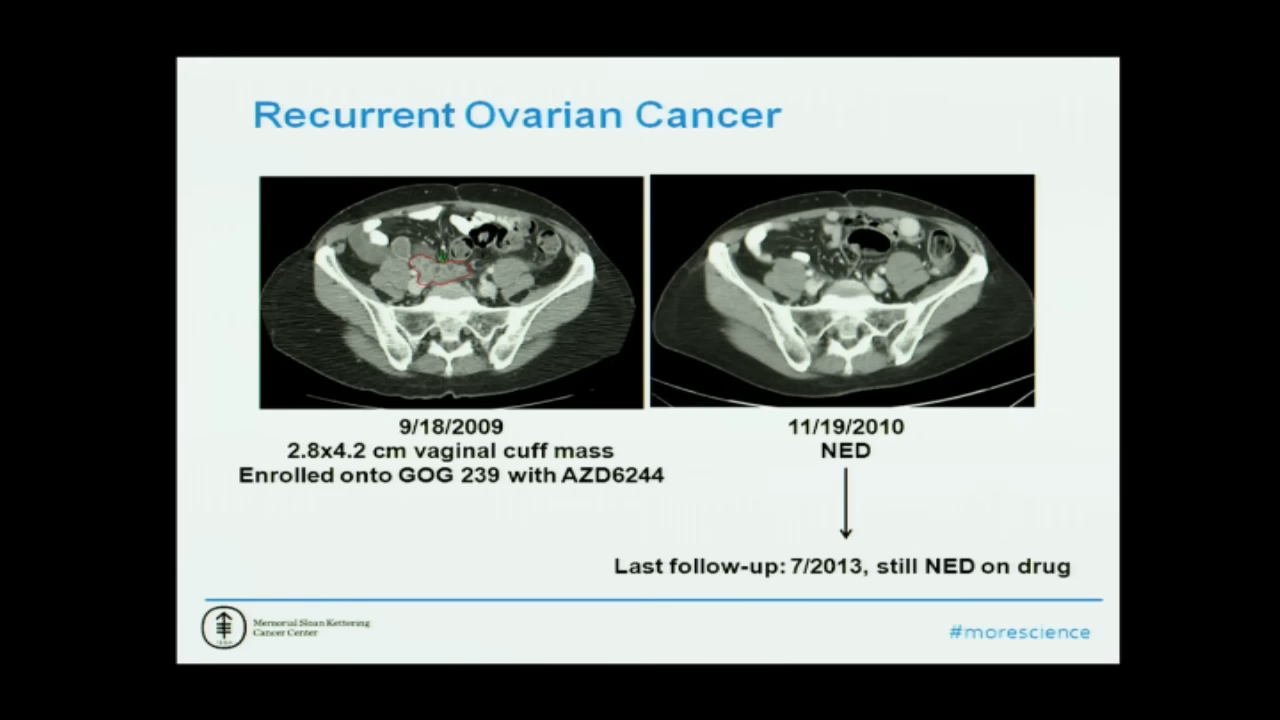 Recurrent Ovarian Cancer
9/18/2009
2.8x4.2 cm vaginal cuff mass
Enrolled onto GOG 239 with AZD6244
11/19/2010
NED
Last follow-up: 7/2013, still NED on drug
Memorial Sloan Kettering
Cancer Center
#morescience